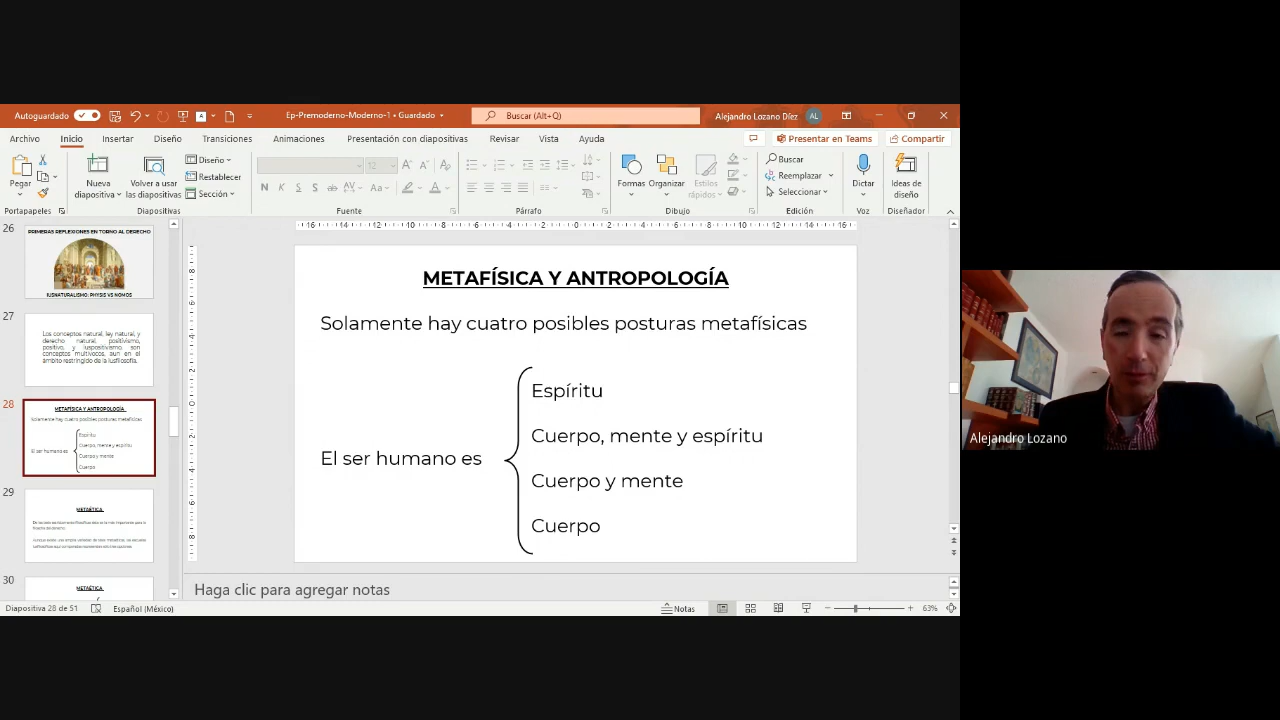 Autoguardado
Ep-Premoderno-Moderno-1 • Guardado
Buscar (Alt+Q)
Alejandro Lozano Díez
AL
Archivo
Inicio
Insertar
Diseño
Transiciones
Animaciones
Presentación con diapositivas
Revisar
Vista
Ayuda
Presentar en Teams
Compartir
Pegar
Nueva diapositiva
Volver a usar las diapositivas
Diseño
Restablecer
Sección
12
N K S S ab AV Aa A
Formas
Organizar
Estilos rápidos
Buscar
Reemplazar
Seleccionar
Dictar
Ideas de diseño
Portapapeles
Diapositivas
Fuente
Párrafo
Dibujo
Edición
Voz
Diseñador
26
PRIMERAS REFLEXIONES EN TORNO AL DERECHO
IUSNATURALISMO: PHYSIS VS NOMOS
27
Los conceptos natural, ley natural, y
derecho natural, positivismo,
positivo, y iuspositivismo, son
conceptos multívocos, aun en el
ámbito restringido de la iusfilosofía.
28
METAFÍSICA Y ANTROPOLOGÍA
Solamente hay cuatro posibles posturas metafísicas
El ser humano es
Espíritu
Cuerpo, mente y espíritu
Cuerpo y mente
Cuerpo
29
METAÉTICA
30
METAÉTICA
METAFÍSICA Y ANTROPOLOGÍA
Solamente hay cuatro posibles posturas metafísicas
El ser humano es
Espíritu
Cuerpo, mente y espíritu
Cuerpo y mente
Cuerpo
Haga clic para agregar notas
Diapositiva 28 de 51
Español (México)
Notas
63%
Alejandro Lozano